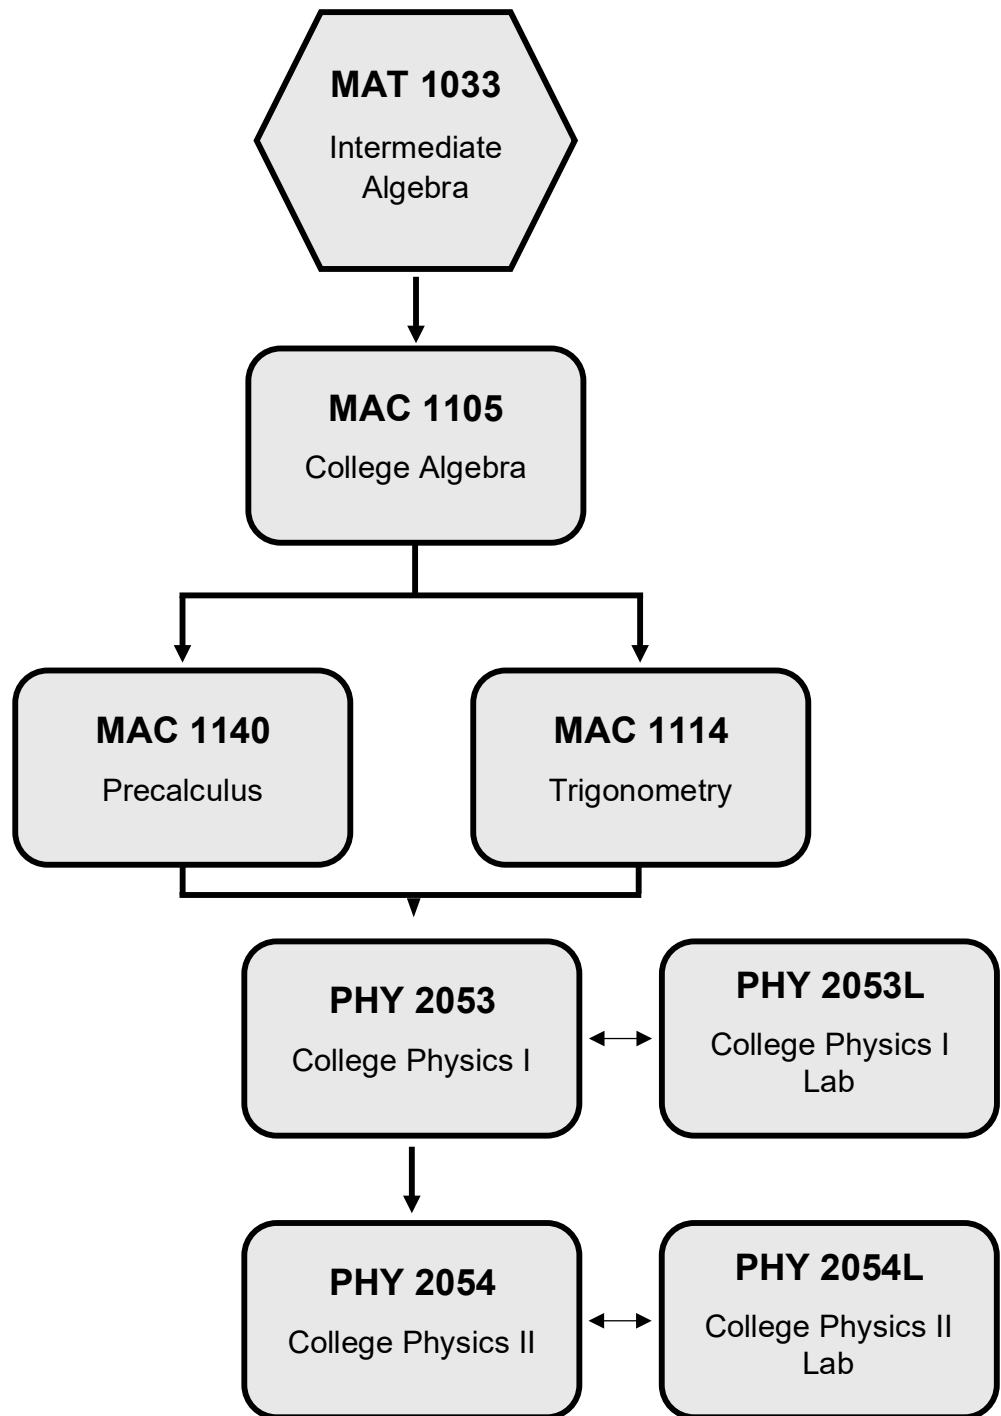 MAT 1033
Intermediate
Algebra
MAC 1105
College Algebra
MAC 1140
Precalculus
MAC 1114
Trigonometry
PHY 2053
College Physics I
PHY 2053L
College Physics I
Lab
PHY 2054
College Physics II
PHY 2054L
College Physics II
Lab